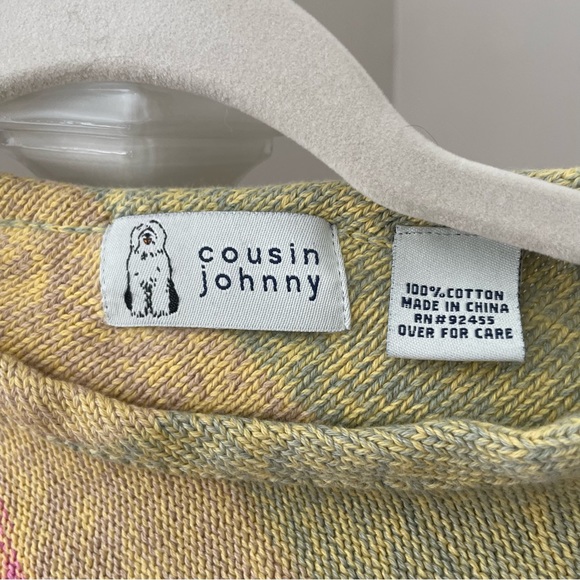 cousin
johnny
100% COTTON
MADE IN CHINA
RN#92455
OVER FOR CARE